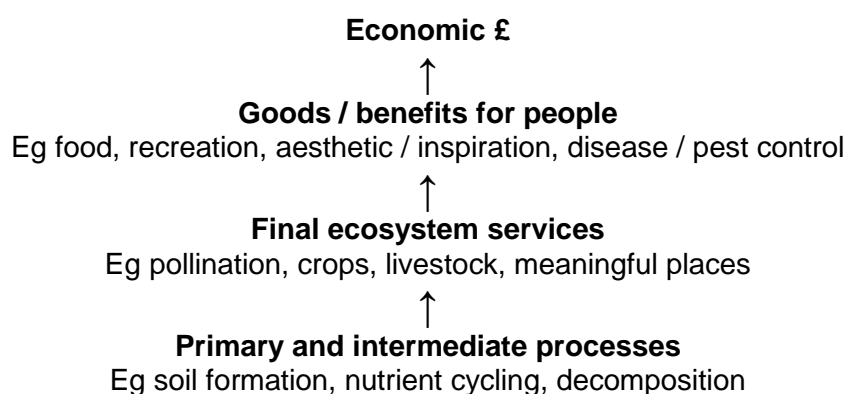 Economic £
↑
Goods / benefits for people
Eg food, recreation, aesthetic / inspiration, disease / pest control
↑
Final ecosystem services
Eg pollination, crops, livestock, meaningful places
↑
Primary and intermediate processes
Eg soil formation, nutrient cycling, decomposition